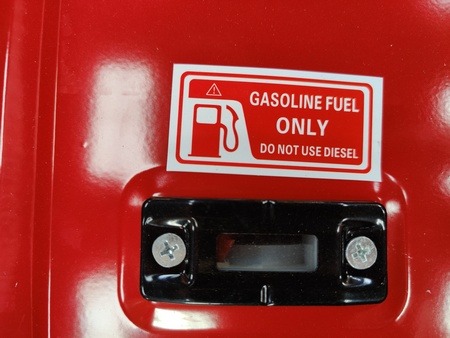 GASOLINE FUEL
ONLY
DO NOT USE DIESEL